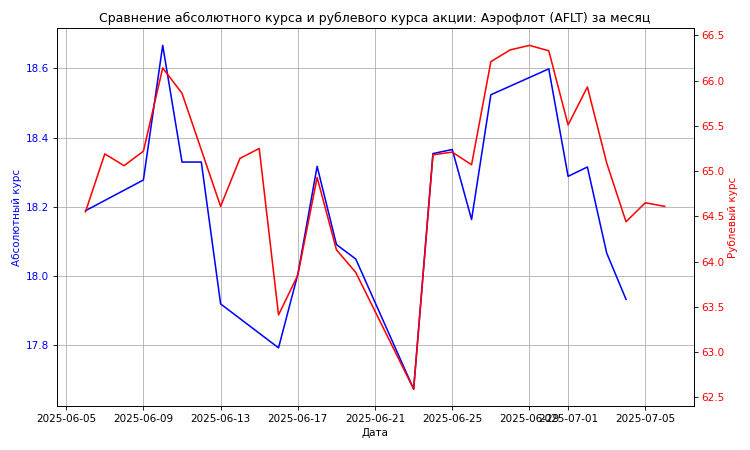 Сравнение абсолютного курса и рублевого курса акции: Аэрофлот (AFLT) за месяц
Абсолютный курс
18.6
18.4
18.2
18.0
17.8
66.5
66.0
65.5
65.0
64.5
64.0
63.5
63.0
62.5
Рублевый курс
2025-06-05 2025-06-09 2025-06-13 2025-06-17 2025-06-21 2025-06-25 2025-06-29 2025-07-01 2025-07-05
Дата